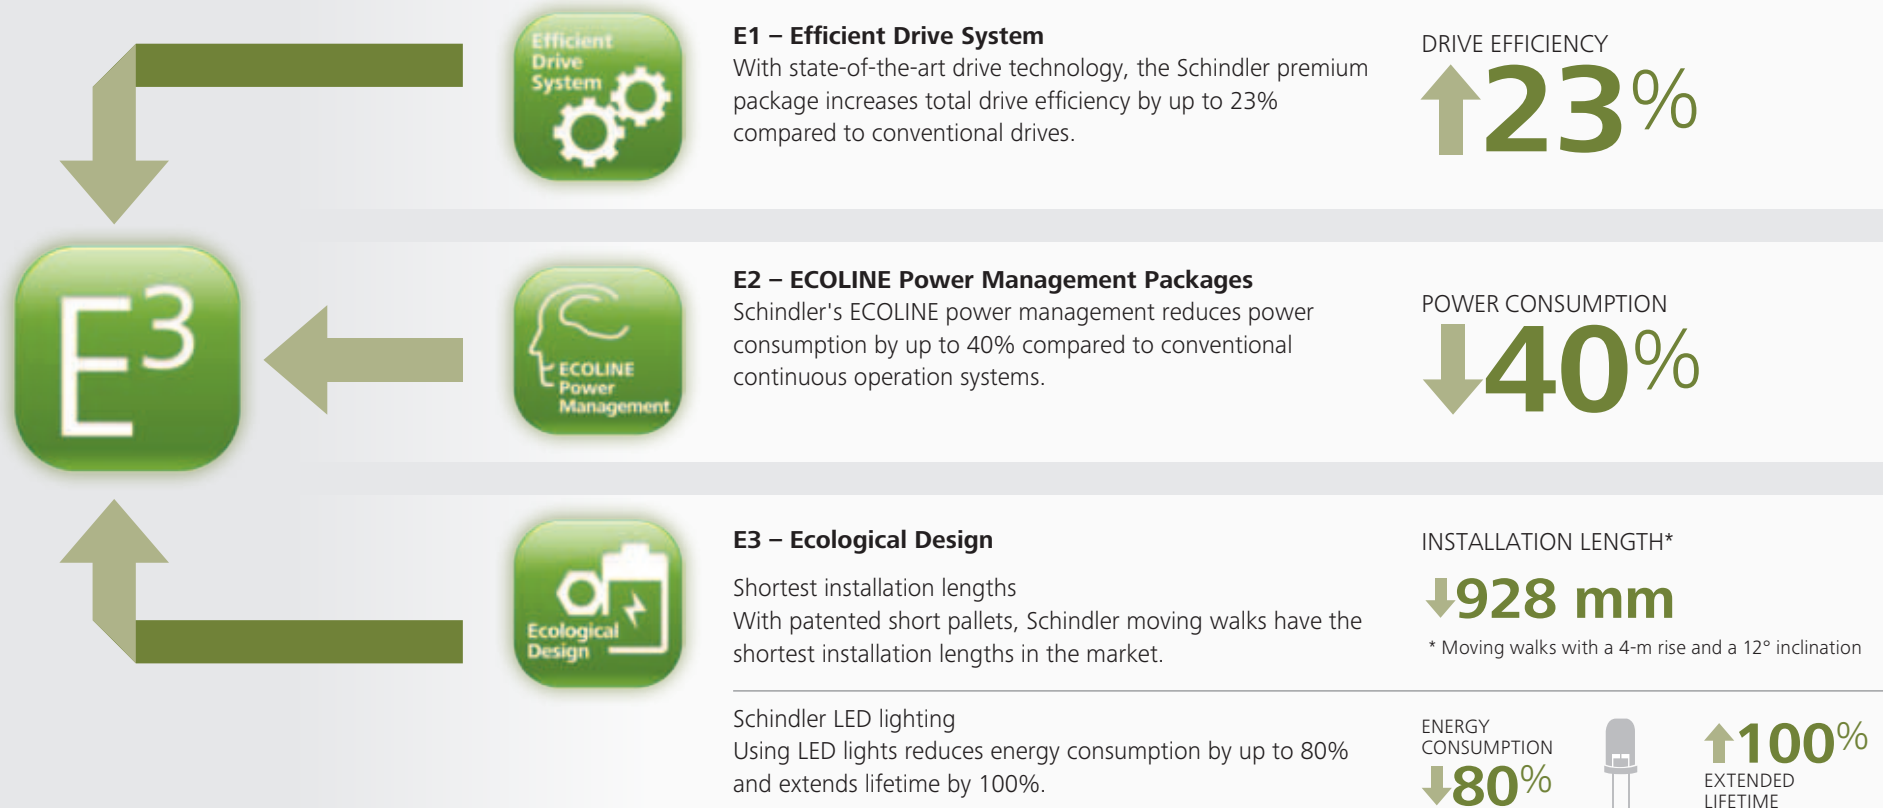 Efficient
Drive
System
E1 – Efficient Drive System
With state-of-the-art drive technology, the Schindler premium
package increases total drive efficiency by up to 23%
compared to conventional drives.
DRIVE EFFICIENCY
23%
E3
ECOLINE
Power
Management
E2 – ECOLINE Power Management Packages
Schindler's ECOLINE power management reduces power
consumption by up to 40% compared to conventional
continuous operation systems.
POWER CONSUMPTION
40%
Ecological
Design
E3 – Ecological Design
Shortest installation lengths
With patented short pallets, Schindler moving walks have the
shortest installation lengths in the market.
INSTALLATION LENGTH*
928 mm
* Moving walks with a 4-m rise and a 12° inclination
Schindler LED lighting
Using LED lights reduces energy consumption by up to 80%
and extends lifetime by 100%.
ENERGY
CONSUMPTION
80%
100%
EXTENDED
LIFETIME